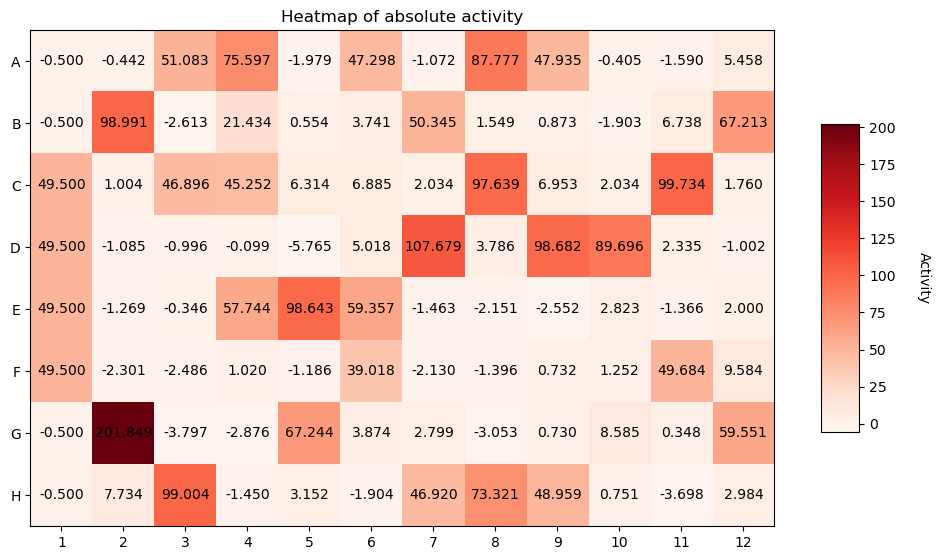 Heatmap of absolute activity
A -0.500 -0.442 51.083 75.597 -1.979 47.298 -1.072 87.777 47.935 -0.405 -1.590 5.458
B -0.500 98.991 -2.613 21.434 0.554 3.741 50.345 1.549 0.873 -1.903 6.738 67.213
C 49.500 1.004 46.896 45.252 6.314 6.885 2.034 97.639 6.953 2.034 99.734 1.760
D 49.500 -1.085 -0.996 -0.099 -5.765 5.018 107.679 3.786 98.682 89.696 2.335 -1.002
E 49.500 -1.269 -0.346 57.744 98.643 59.357 -1.463 -2.151 -2.552 2.823 -1.366 2.000
F 49.500 -2.301 -2.486 1.020 -1.186 39.018 -2.130 -1.396 0.732 1.252 49.684 9.584
G -0.500 201.849 -3.797 -2.876 67.244 3.874 2.799 -3.053 0.730 8.585 0.348 59.551
H -0.500 7.734 99.004 -1.450 3.152 -1.904 46.920 73.321 48.959 0.751 -3.698 2.984
1 2 3 4 5 6 7 8 9 10 11 12
200
175
150
125
100
75
50
25
0
Activity